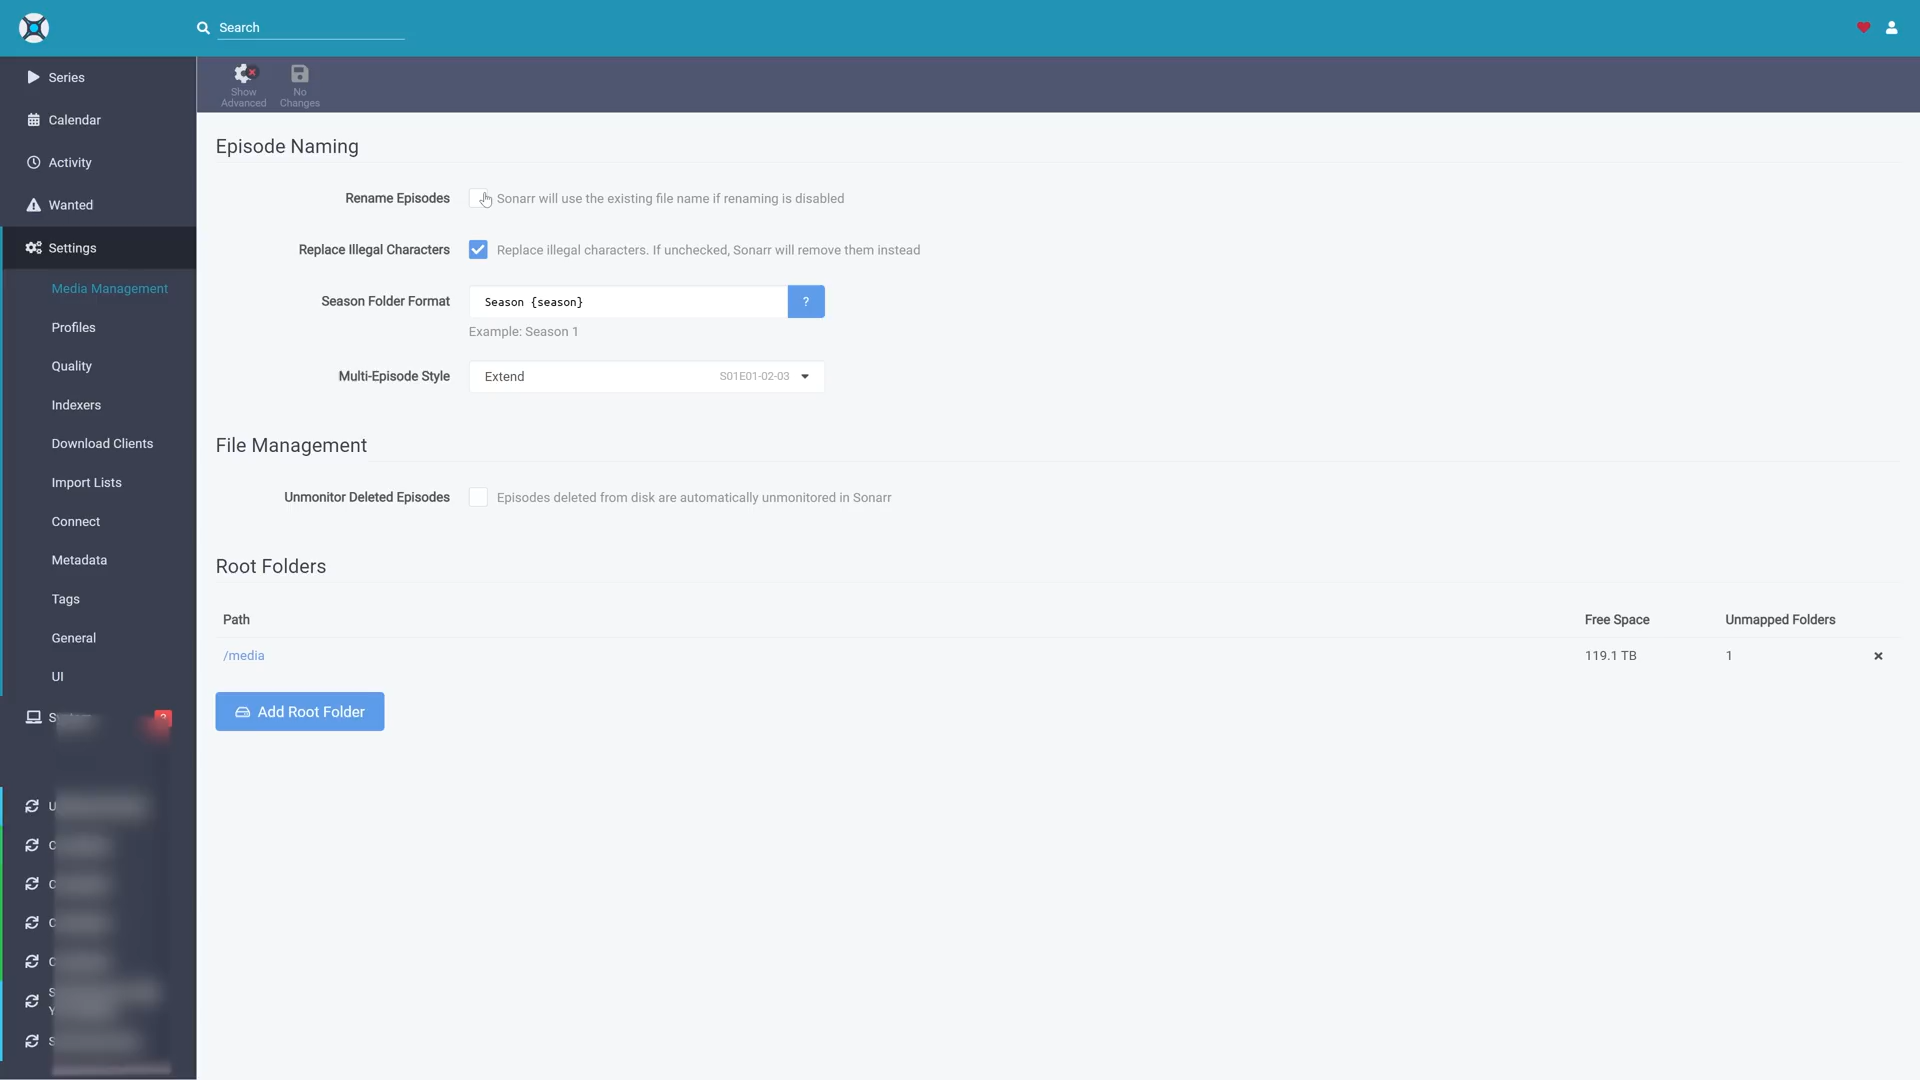 Search
Series
Calendar
Activity
Wanted
Settings
Media Management
Profiles
Quality
Indexers
Download Clients
Import Lists
Connect
Metadata
Tags
General
UI
Show
Advanced
No
Changes
Episode Naming
Rename Episodes
Sonarr will use the existing file name if renaming is disabled
Replace Illegal Characters
Replace illegal characters. If unchecked, Sonarr will remove them instead
Season Folder Format
Season {season}
?
Example: Season 1
Multi-Episode Style
Extend
S01E01-02-03
File Management
Unmonitor Deleted Episodes
Episodes deleted from disk are automatically unmonitored in Sonarr
Root Folders
Path
Free Space
Unmapped Folders
/media
119.1 TB
1
Add Root Folder